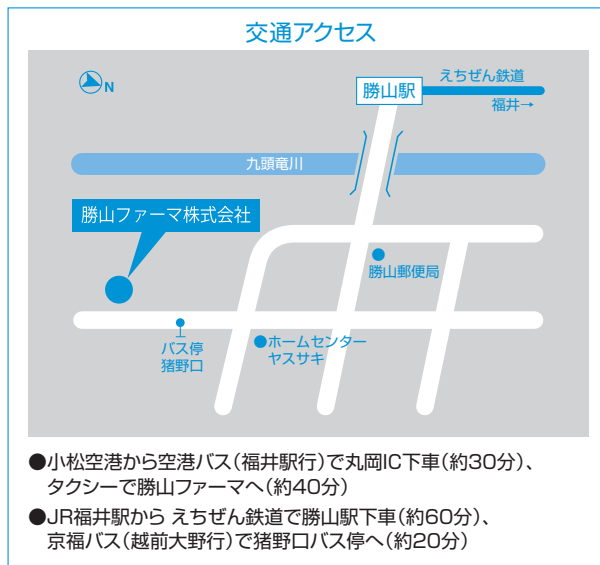 交通アクセス
N
えちぜん鉄道
勝山駅
福井→
九頭竜川
勝山ファーマ株式会社
勝山郵便局
バス停
猪野口
●ホームセンター
ヤスサキ
●小松空港から空港バス(福井駅行)で丸岡IC下車(約30分)、
タクシーで勝山ファーマへ(約40分)
●JR福井駅から えちぜん鉄道で勝山駅下車(約60分)、
京福バス(越前大野行)で猪野口バス停へ(約20分)